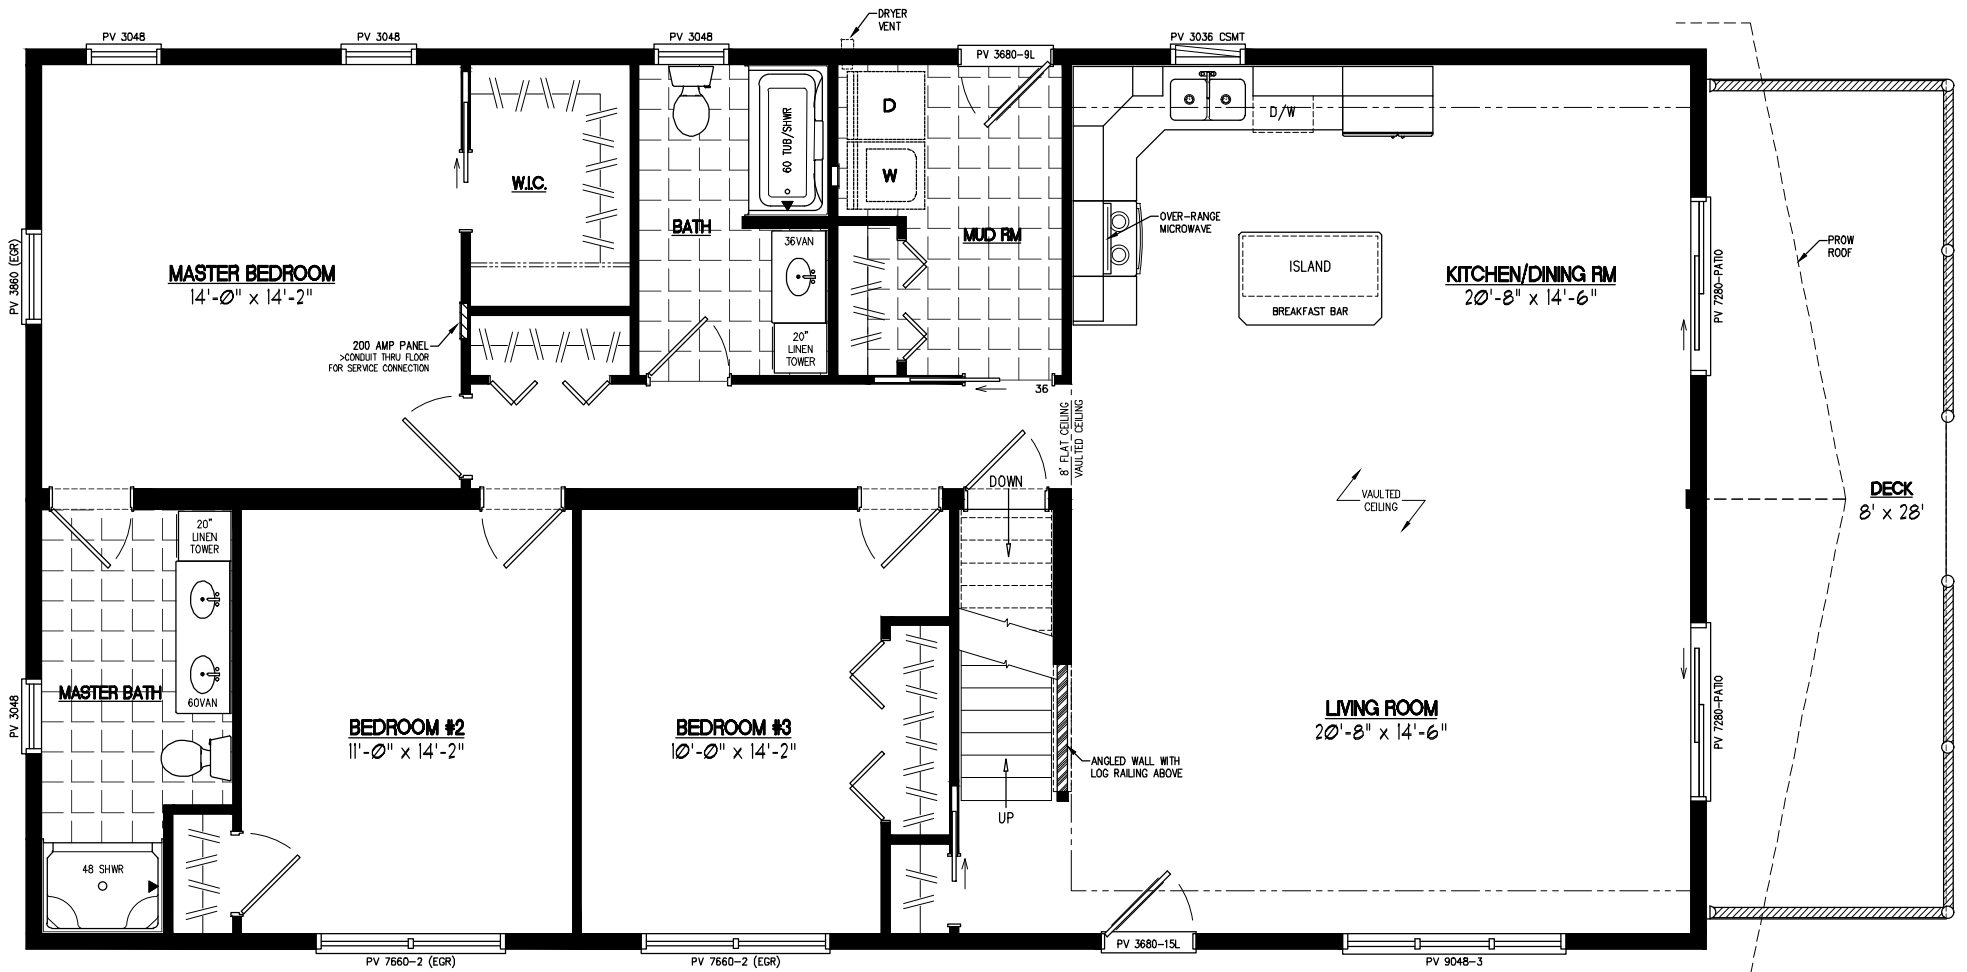 DRYER
VENT
PV 3048
PV 3048
PV 3048
PV 3680-9L
PV 3036 CSMT
D
W
60 TUB/SHWR
D/W
W.I.C.
BATH
MUD RM
OVER-RANGE
MICROWAVE
36VAN
20"
LINEN
TOWER
ISLAND
BREAKFAST BAR
MASTER BEDROOM
14'-0" x 14'-2"
KITCHEN/DINING RM
20'-8" x 14'-6"
PV 3860 (EGR)
PV 7280-PATIO
PROW
ROOF
200 AMP PANEL
>CONDUIT THRU FLOOR
FOR SERVICE CONNECTION
36
8' FLAT CEILING
VAULTED CEILING
DOWN
VAULTED
CEILING
DECK
8' x 28'
20"
LINEN
TOWER
60VAN
MASTER BATH
PV 3048
BEDROOM #2
11'-0" x 14'-2"
BEDROOM #3
10'-0" x 14'-2"
LIVING ROOM
20'-8" x 14'-6"
PV 7280-PATIO
ANGLED WALL WITH
LOG RAILING ABOVE
UP
48 SHWR
PV 7660-2 (EGR)
PV 7660-2 (EGR)
PV 3680-15L
PV 9048-3